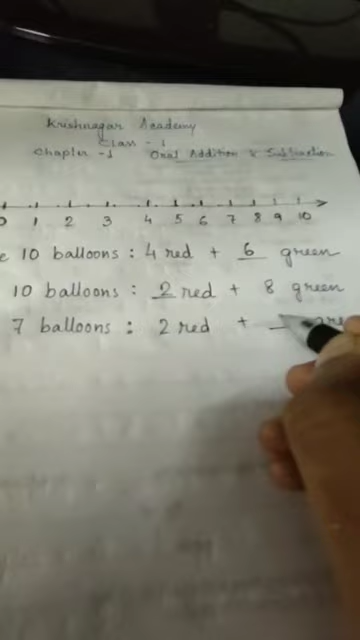 Krishnagar Academy
Class - 1
Chapter - 1 Oral Addition & Subtraction
0 1 2 3 4 5 6 7 8 9 10
10 balloons : 4 red + 6 green
10 balloons : 2 red + 8 green
7 balloons : 2 red + _